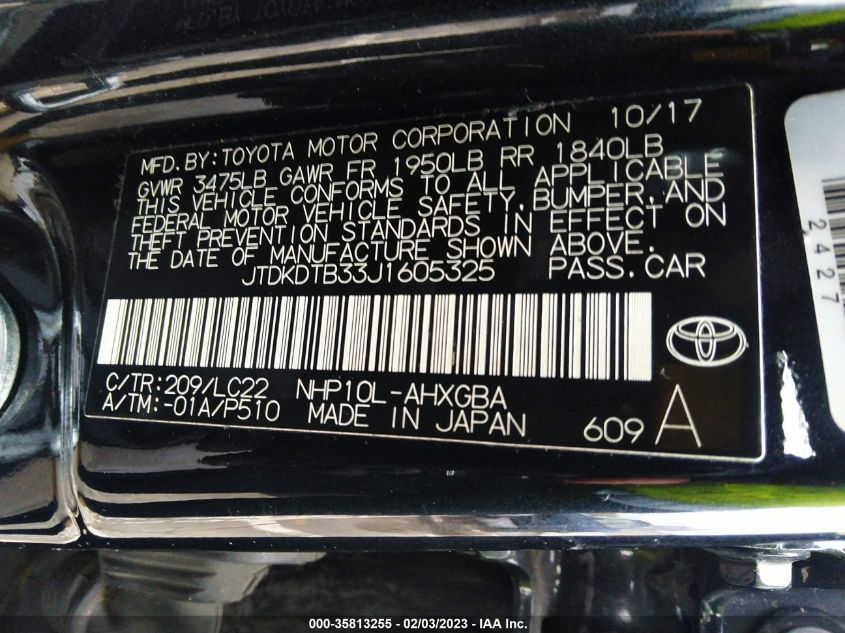 MFD.BY:TOYOTA MOTOR CORPORATION 10/17
GVWR 3475LB GAWR FR 1950LB RR 1840LB
THIS VEHICLE CONFORMS TO ALL APPLICABLE
FEDERAL MOTOR VEHICLE SAFETY,BUMPER,AND
THEFT PREVENTION STANDARDS IN EFFECT ON
THE DATE OF MANUFACTURE SHOWN ABOVE.
JTDKDTB33J1605325 PASS.CAR
C/TR:209/LC22 NHP10L-AHXGBA
A/TM:-01A/P510 MADE IN JAPAN 609 A
2427
000-35813255 - 02/03/2023 - IAA Inc.